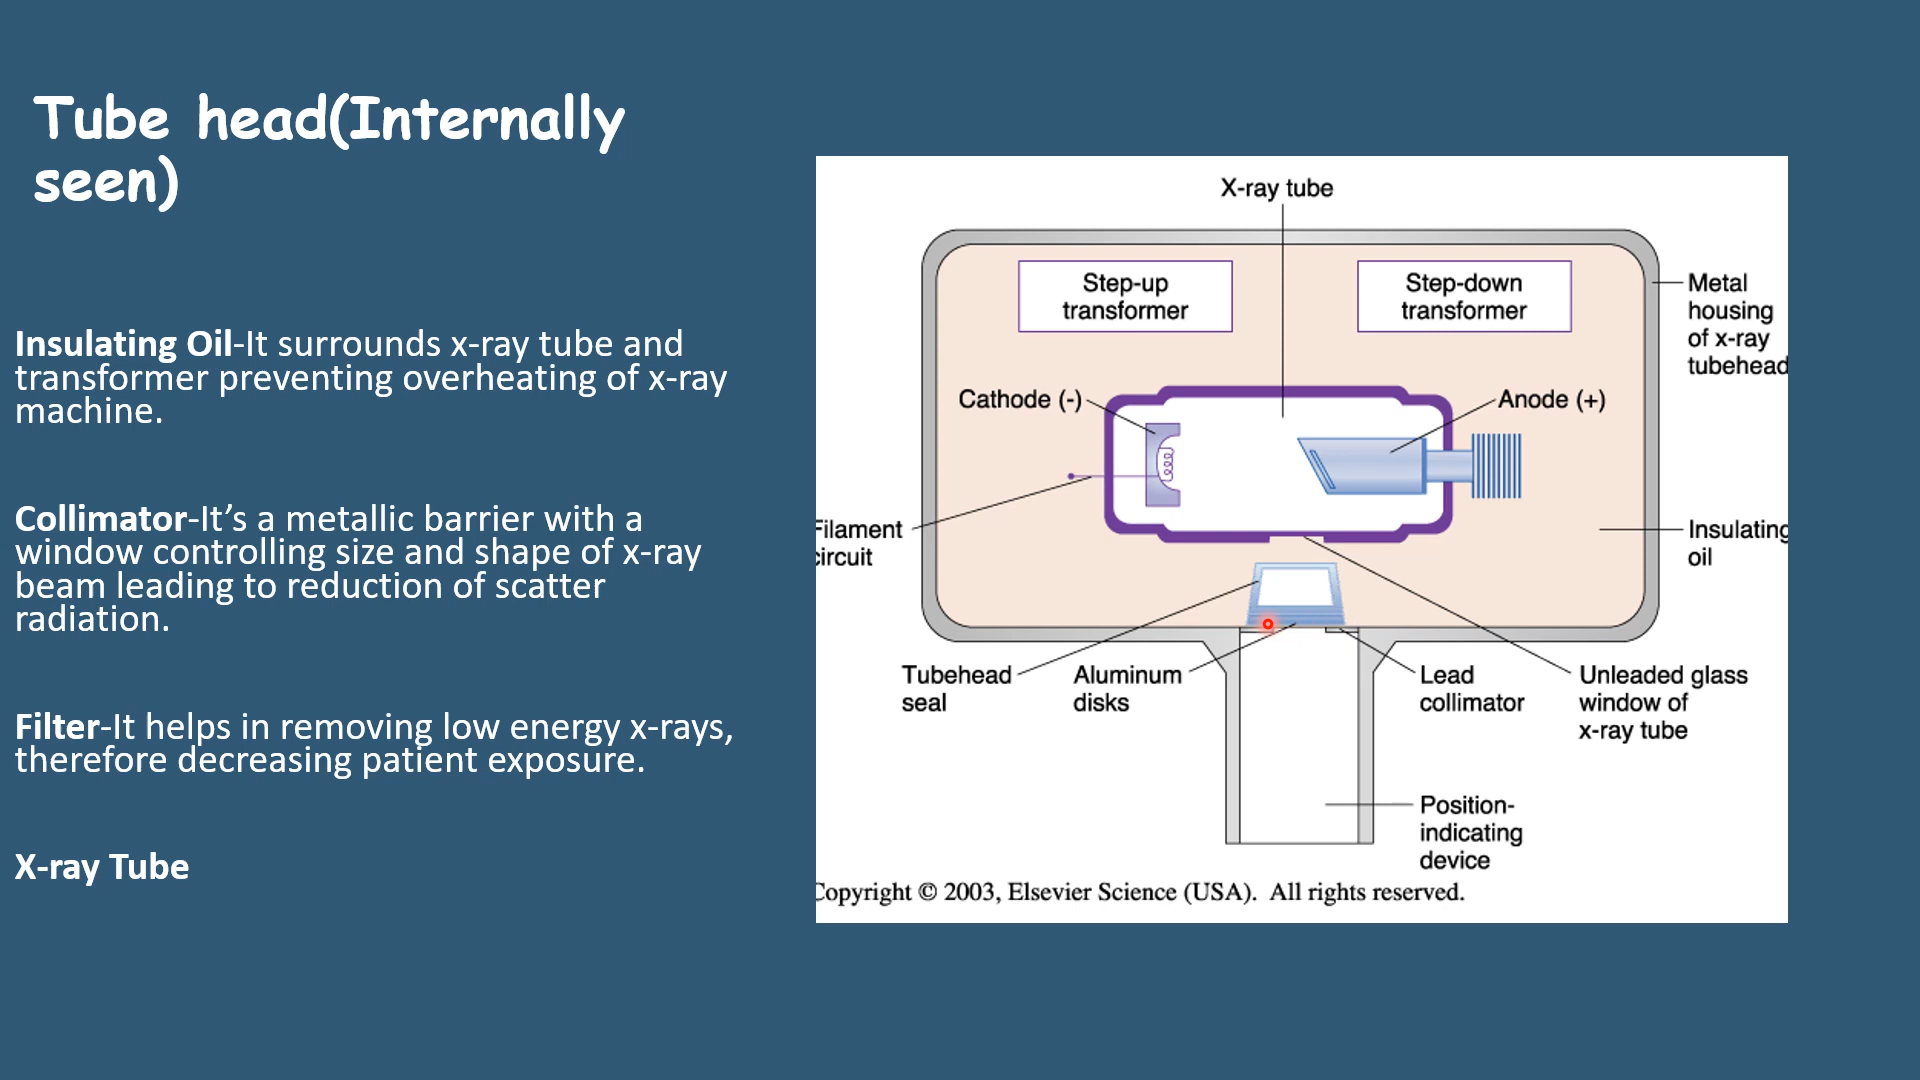 Tube head(Internally
seen)
Insulating Oil-It surrounds x-ray tube and
transformer preventing overheating of x-ray
machine.
Collimator-It’s a metallic barrier with a
window controlling size and shape of x-ray
beam leading to reduction of scatter
radiation.
Filter-It helps in removing low energy x-rays,
therefore decreasing patient exposure.
X-ray Tube
X-ray tube
Step-up
transformer
Step-down
transformer
Metal
housing
of x-ray
tubehead
Cathode (-)
Anode (+)
Filament
circuit
Insulating
oil
Tubehead
seal
Aluminum
disks
Lead
collimator
Unleaded glass
window of
x-ray tube
Position-
indicating
device
Copyright © 2003, Elsevier Science (USA). All rights reserved.